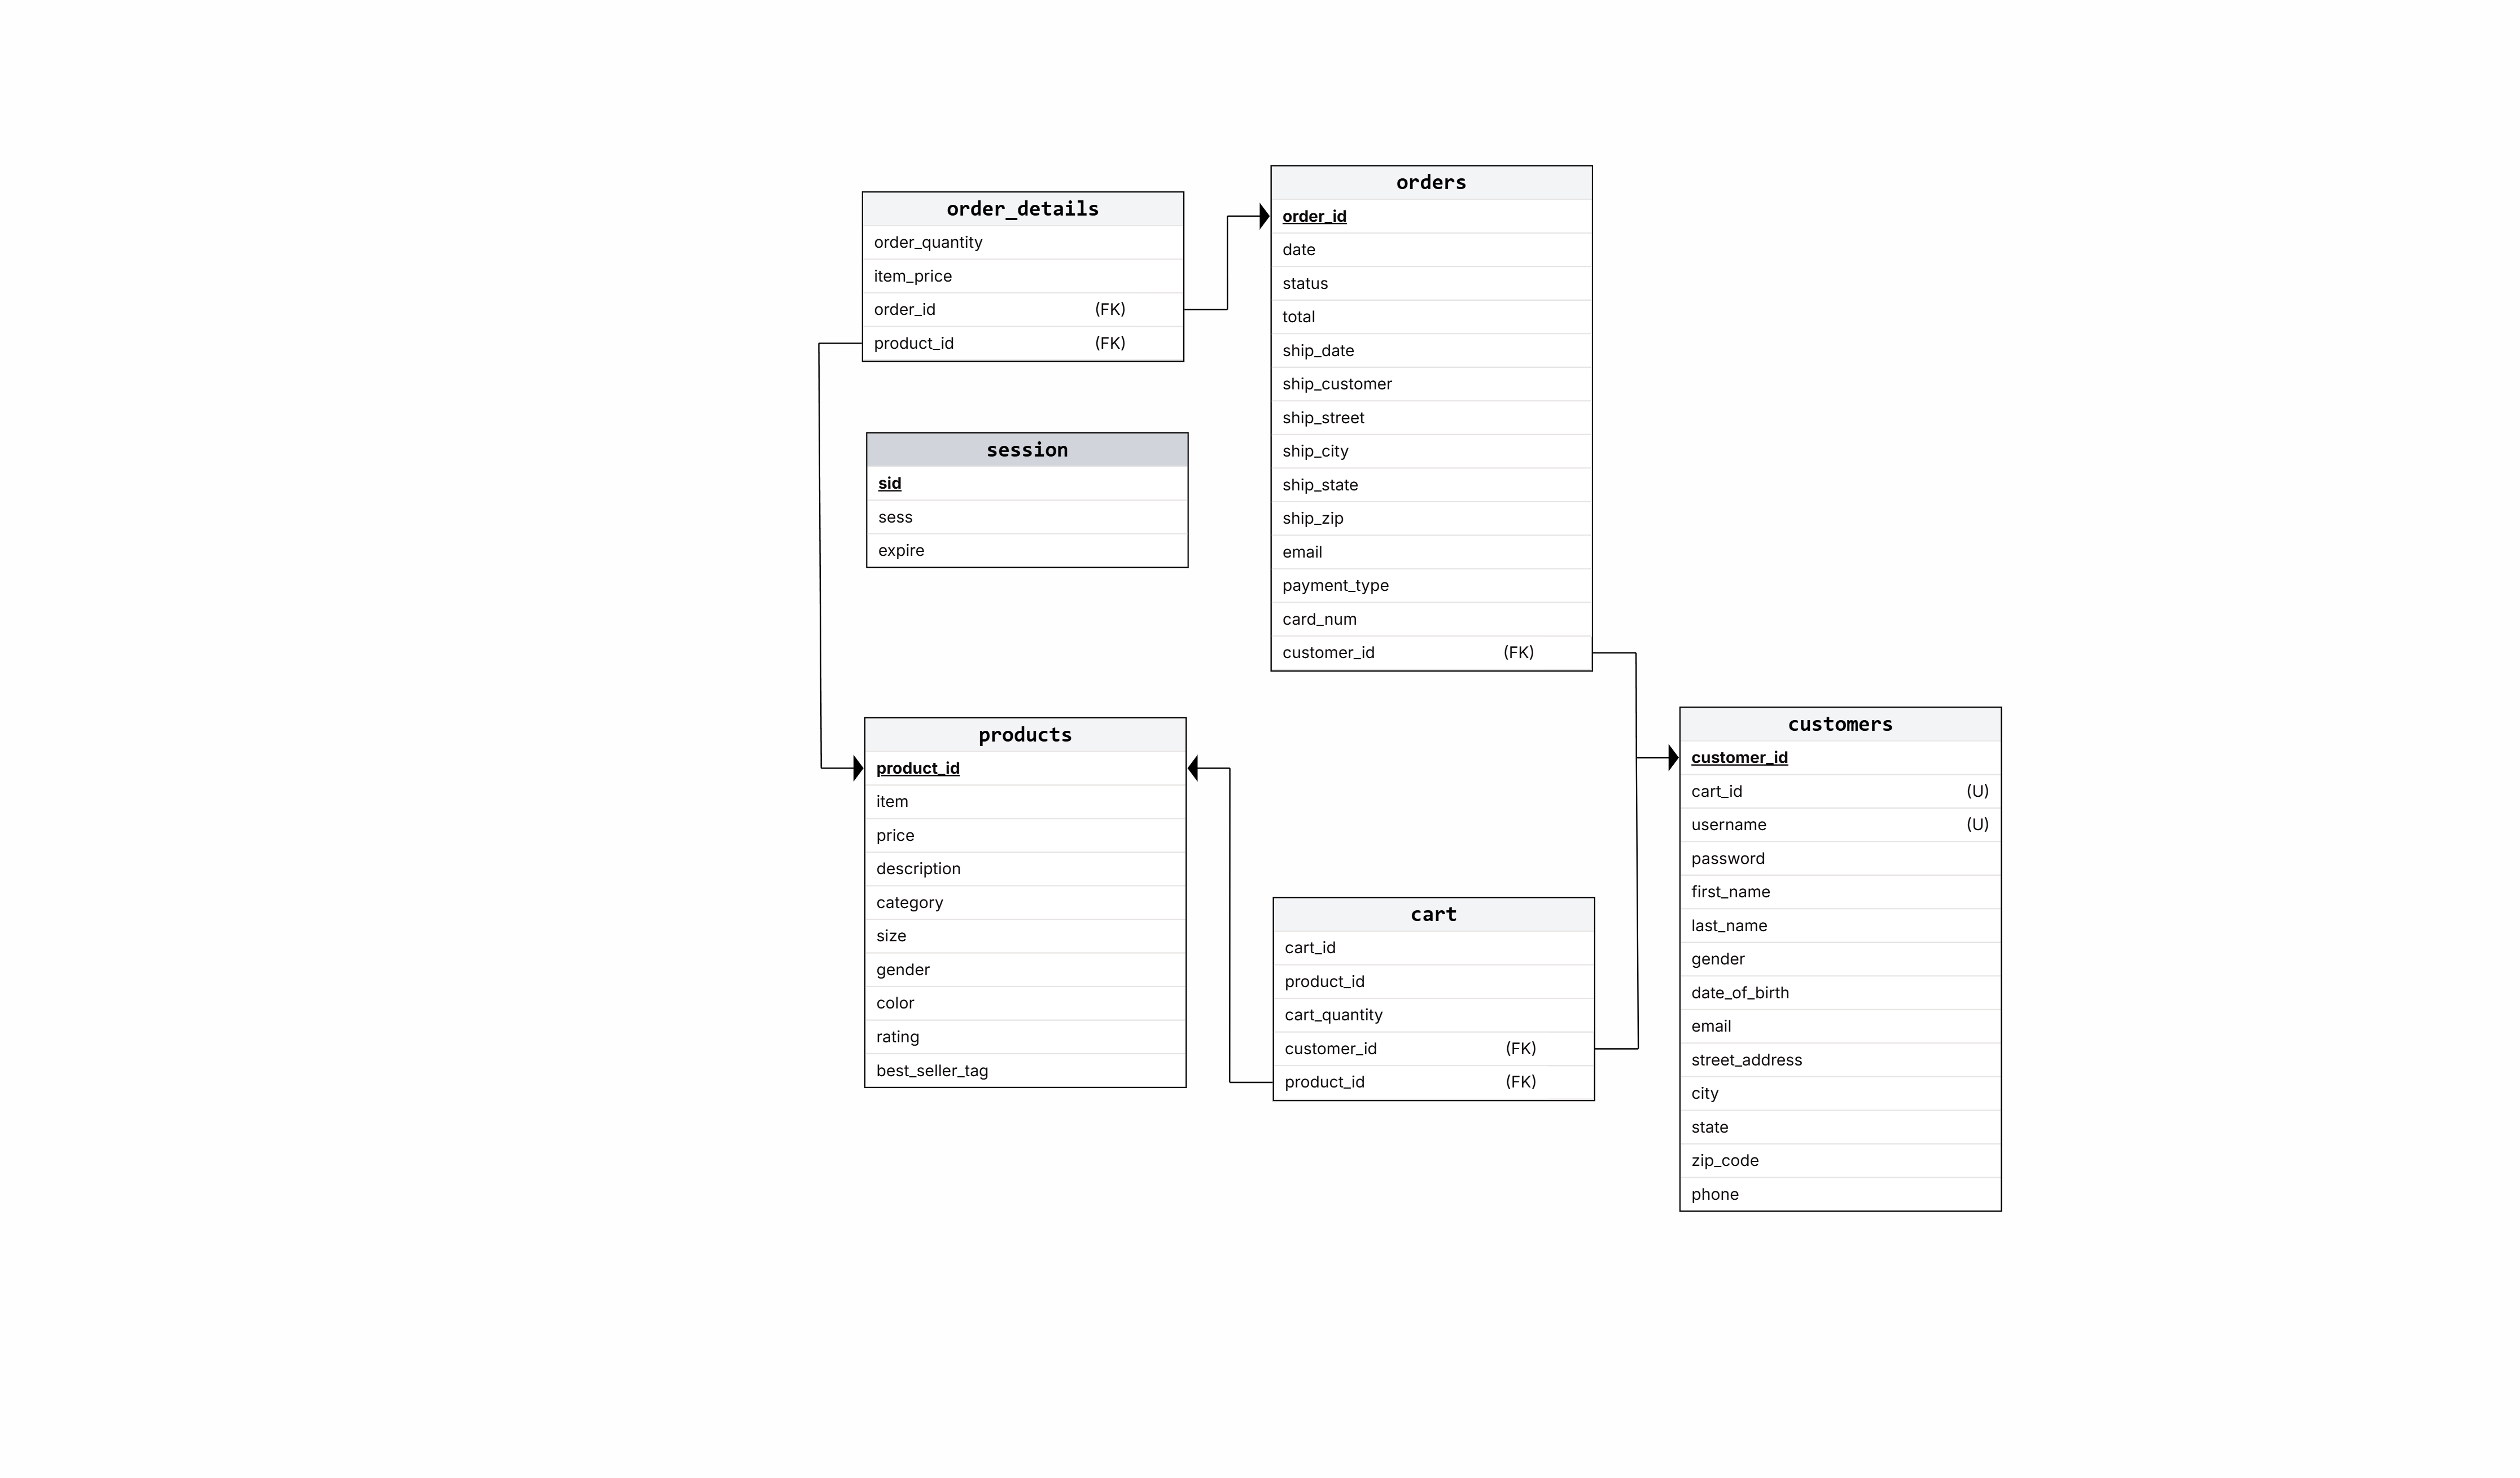 order_details
order_quantity
item_price
order_id (FK)
product_id (FK)
orders
order_id
date
status
total
ship_date
ship_customer
ship_street
ship_city
ship_state
ship_zip
email
payment_type
card_num
customer_id (FK)
session
sid
sess
expire
products
product_id
item
price
description
category
size
gender
color
rating
best_seller_tag
cart
cart_id
product_id
cart_quantity
customer_id (FK)
product_id (FK)
customers
customer_id
cart_id (U)
username (U)
password
first_name
last_name
gender
date_of_birth
email
street_address
city
state
zip_code
phone